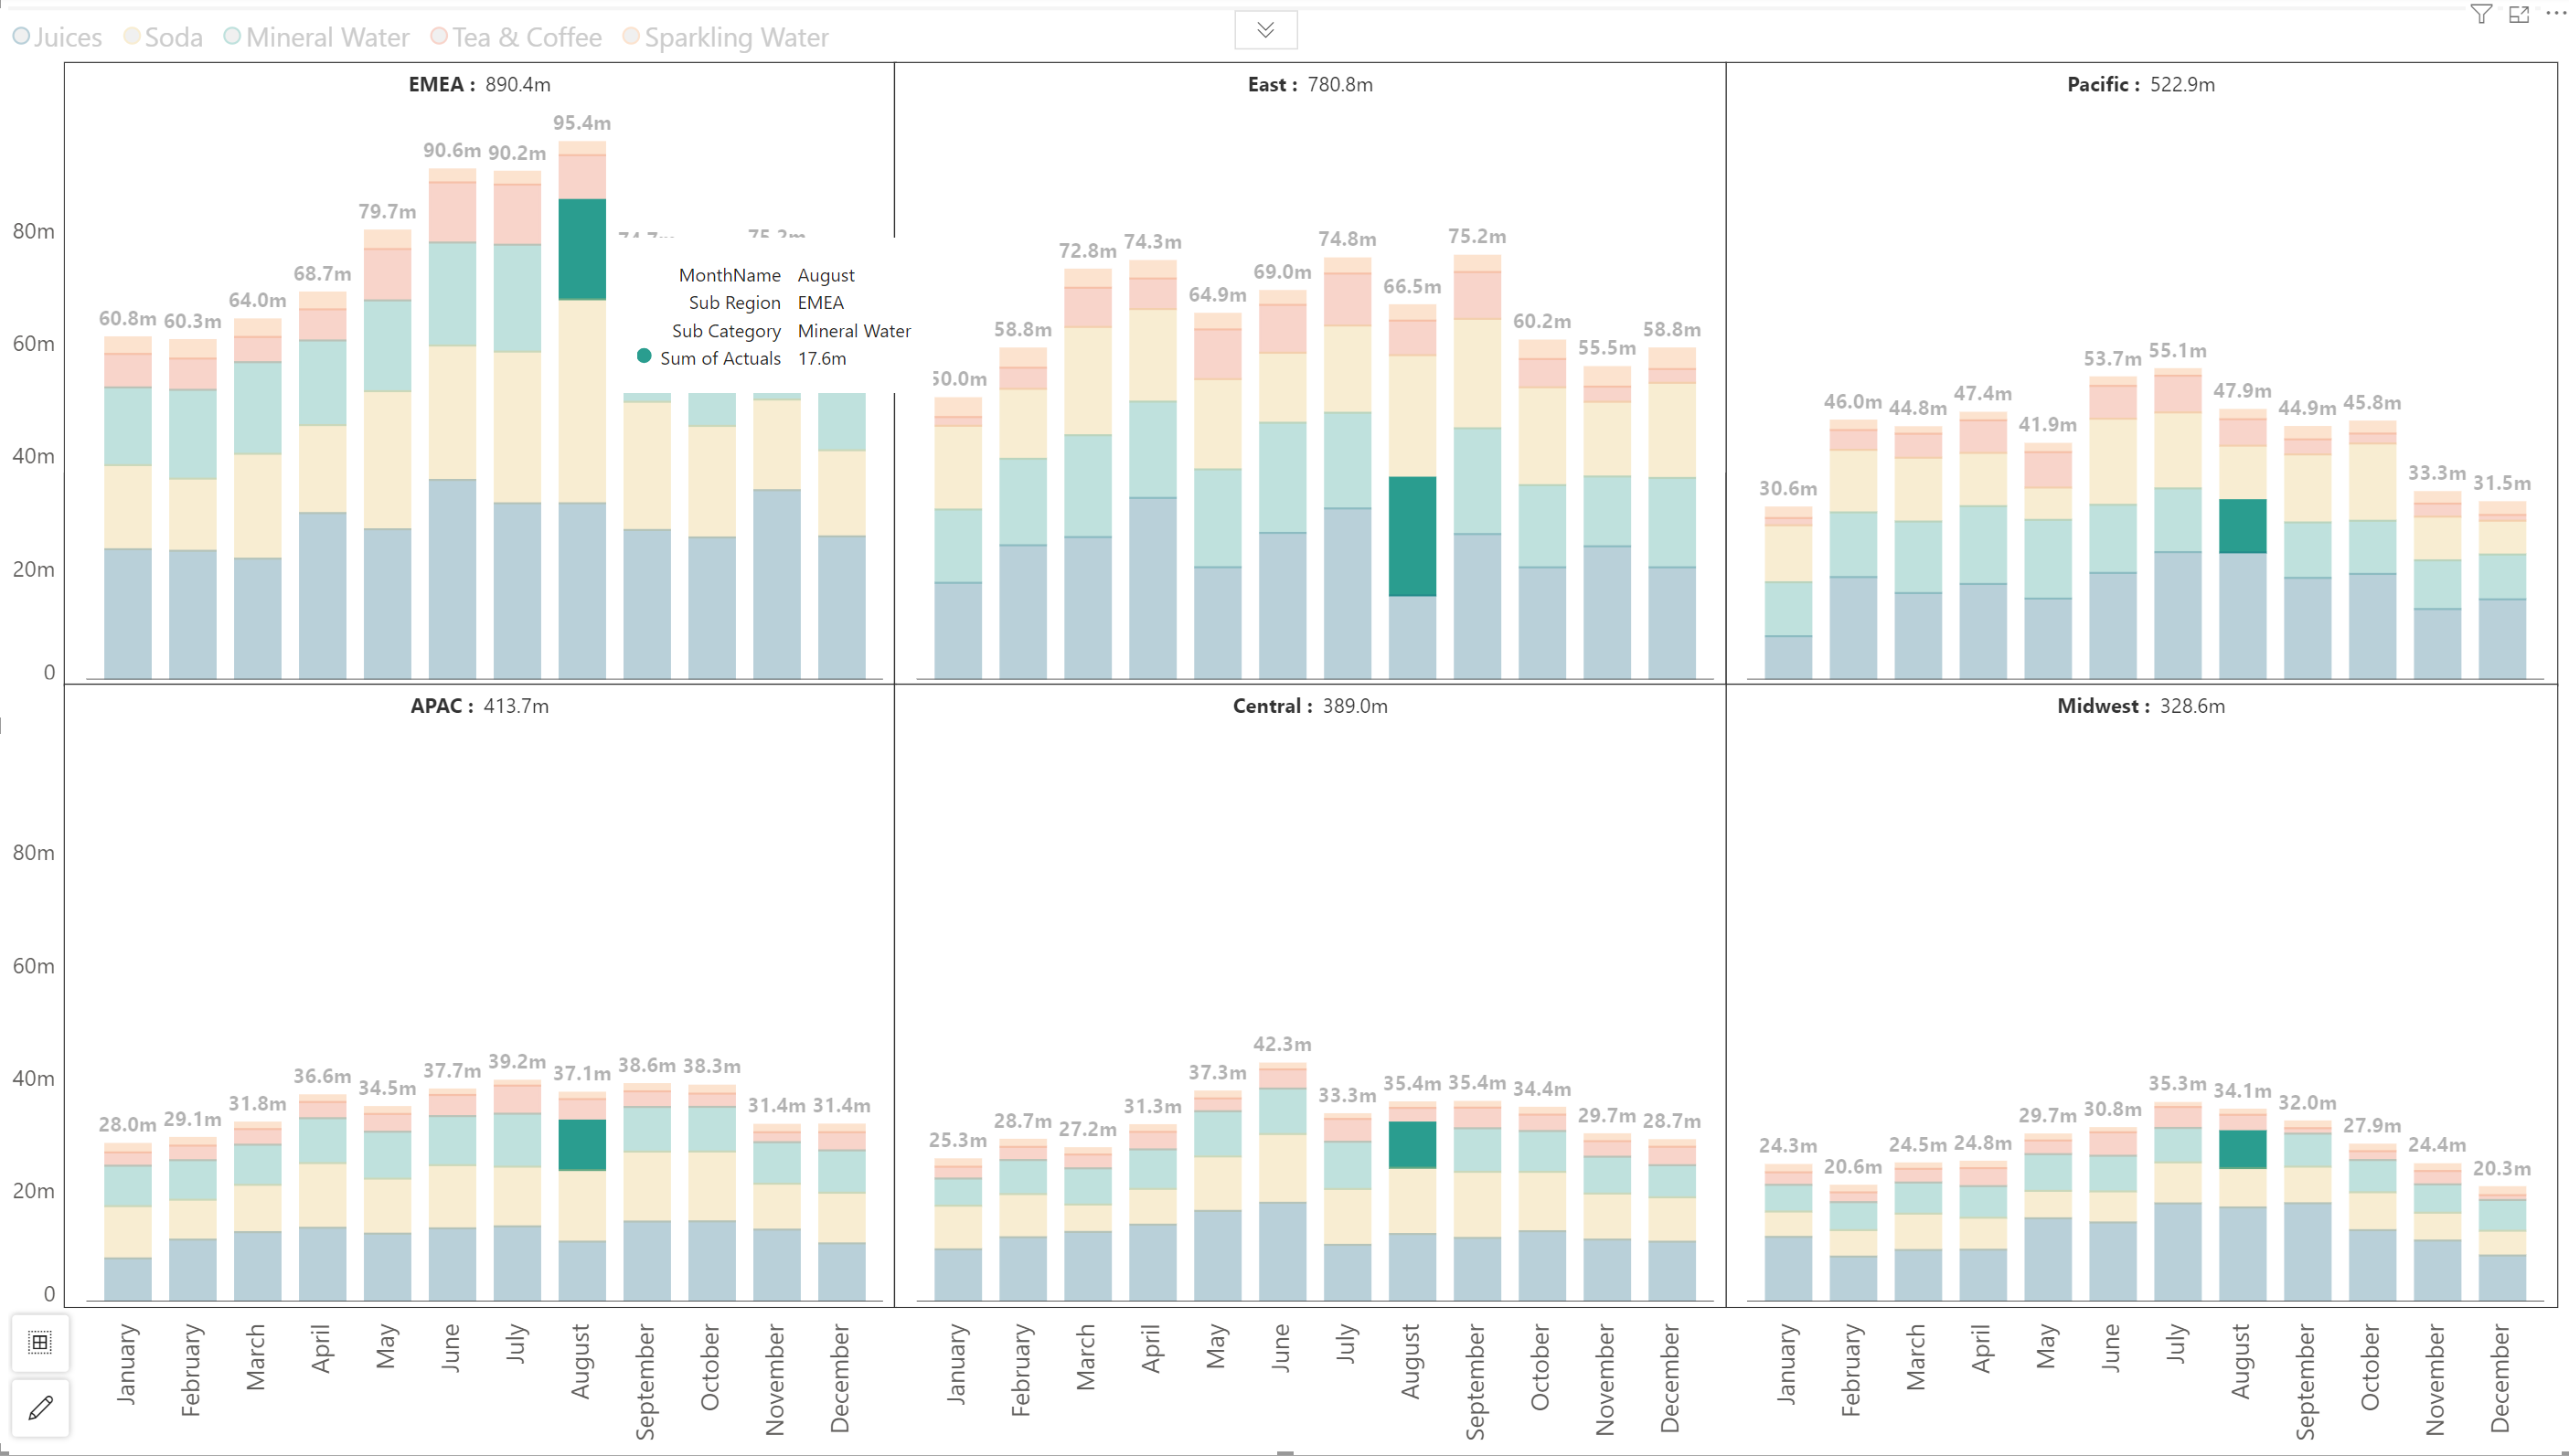 Juices Soda Mineral Water Tea & Coffee Sparkling Water
EMEA : 890.4m
95.4m
90.6m 90.2m
79.7m
68.7m
64.0m
60.8m 60.3m
74.7m 75.2m
80m
60m
40m
20m
0
MonthName August
Sub Region EMEA
Sub Category Mineral Water
Sum of Actuals 17.6m
East : 780.8m
50.0m
58.8m
72.8m
74.3m
64.9m
69.0m
74.8m
66.5m
75.2m
60.2m
55.5m
58.8m
Pacific : 522.9m
30.6m
46.0m
44.8m
47.4m
41.9m
53.7m
55.1m
47.9m
44.9m
45.8m
33.3m
31.5m
APAC : 413.7m
80m
60m
40m
20m
0
28.0m
29.1m
31.8m
36.6m
34.5m
37.7m
39.2m
37.1m
38.6m
38.3m
31.4m
31.4m
Central : 389.0m
25.3m
28.7m
27.2m
31.3m
37.3m
42.3m
33.3m
35.4m
35.4m
34.4m
29.7m
28.7m
Midwest : 328.6m
24.3m
20.6m
24.5m
24.8m
29.7m
30.8m
35.3m
34.1m
32.0m
27.9m
24.4m
20.3m
January
February
March
April
May
June
July
August
September
October
November
December
January
February
March
April
May
June
July
August
September
October
November
December
January
February
March
April
May
June
July
August
September
October
November
December